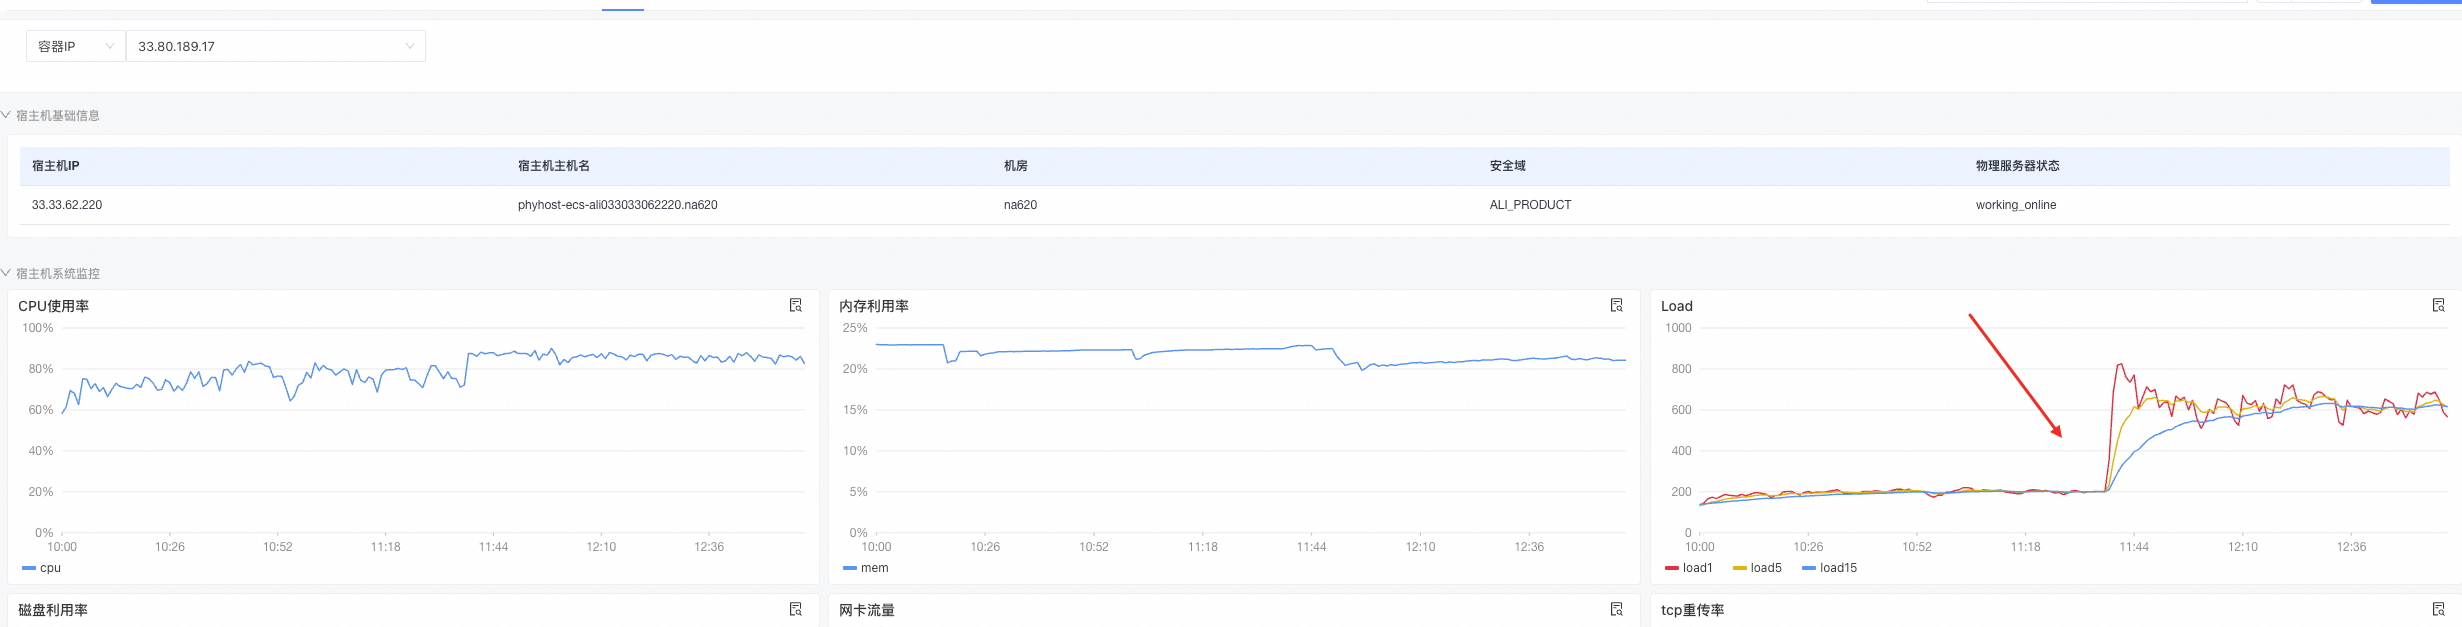 容器IP 33.80.189.17
宿主机基础信息
宿主机IP 宿主机主机名 机房 安全域 物理服务器状态
33.33.62.220 phyhost-ecs-ali033033062220.na620 na620 ALI_PRODUCT working_online
宿主机系统监控
CPU使用率
100%
80%
60%
40%
20%
0%
10:00 10:26 10:52 11:18 11:44 12:10 12:36
cpu
内存利用率
25%
20%
15%
10%
5%
0%
10:00 10:26 10:52 11:18 11:44 12:10 12:36
mem
Load
1000
800
600
400
200
0
10:00 10:26 10:52 11:18 11:44 12:10 12:36
load1 load5 load15
磁盘利用率
网卡流量
tcp重传率